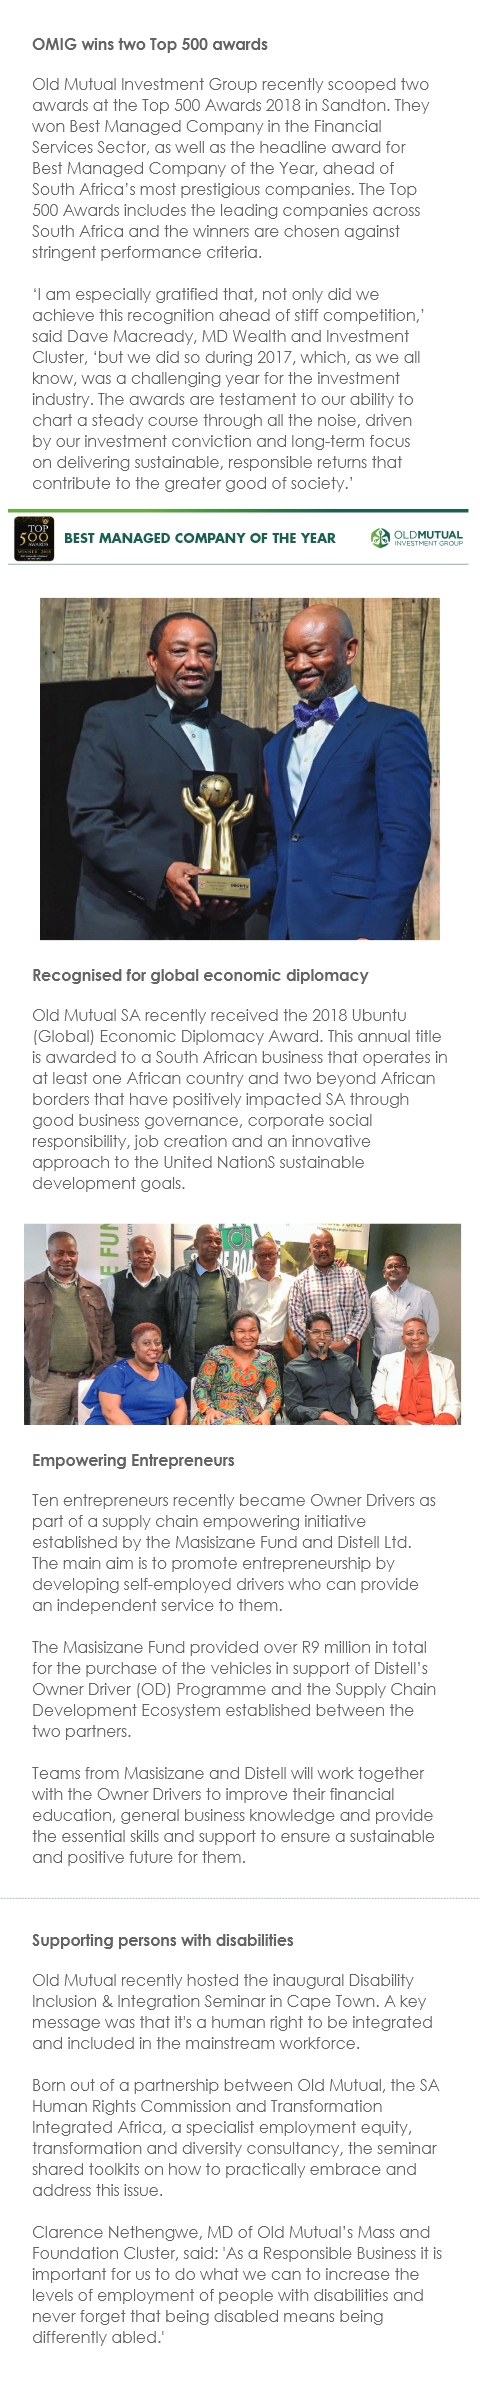 OMIG wins two Top 500 awards
Old Mutual Investment Group recently scooped two
awards at the Top 500 Awards 2018 in Sandton. They
won Best Managed Company in the Financial
Services Sector, as well as the headline award for
Best Managed Company of the Year, ahead of
South Africa’s most prestigious companies. The Top
500 Awards includes the leading companies across
South Africa and the winners are chosen against
stringent performance criteria.
‘I am especially gratified that, not only did we
achieve this recognition ahead of stiff competition,’
said Dave Macready, MD Wealth and Investment
Cluster, ‘but we did so during 2017, which, as we all
know, was a challenging year for the investment
industry. The awards are testament to our ability to
chart a steady course through all the noise, driven
by our investment conviction and long-term focus
on delivering sustainable, responsible returns that
contribute to the greater good of society.’
TOP
500
AWARDS
WINNER 2018
BEST MANAGED COMPANY OF THE YEAR
OLDMUTUAL
INVESTMENT GROUP
UBUNTU
Recognised for global economic diplomacy
Old Mutual SA recently received the 2018 Ubuntu
(Global) Economic Diplomacy Award. This annual title
is awarded to a South African business that operates in
at least one African country and two beyond African
borders that have positively impacted SA through
good business governance, corporate social
responsibility, job creation and an innovative
approach to the United NationS sustainable
development goals.
E FUN
Empowering Entrepreneurs
Ten entrepreneurs recently became Owner Drivers as
part of a supply chain empowering initiative
established by the Masisizane Fund and Distell Ltd.
The main aim is to promote entrepreneurship by
developing self-employed drivers who can provide
an independent service to them.
The Masisizane Fund provided over R9 million in total
for the purchase of the vehicles in support of Distell’s
Owner Driver (OD) Programme and the Supply Chain
Development Ecosystem established between the
two partners.
Teams from Masisizane and Distell will work together
with the Owner Drivers to improve their financial
education, general business knowledge and provide
the essential skills and support to ensure a sustainable
and positive future for them.
Supporting persons with disabilities
Old Mutual recently hosted the inaugural Disability
Inclusion & Integration Seminar in Cape Town. A key
message was that it's a human right to be integrated
and included in the mainstream workforce.
Born out of a partnership between Old Mutual, the SA
Human Rights Commission and Transformation
Integrated Africa, a specialist employment equity,
transformation and diversity consultancy, the seminar
shared toolkits on how to practically embrace and
address this issue.
Clarence Nethengwe, MD of Old Mutual’s Mass and
Foundation Cluster, said: 'As a Responsible Business it is
important for us to do what we can to increase the
levels of employment of people with disabilities and
never forget that being disabled means being
differently abled.'